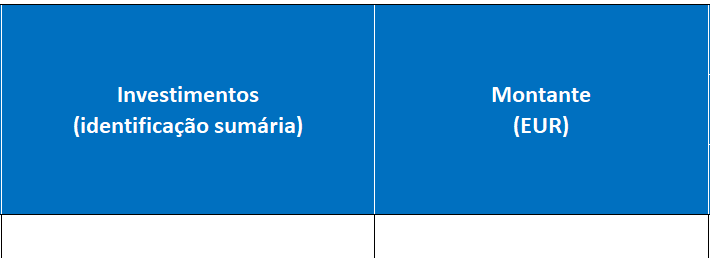 Investimentos
(identificação sumária)
Montante
(EUR)